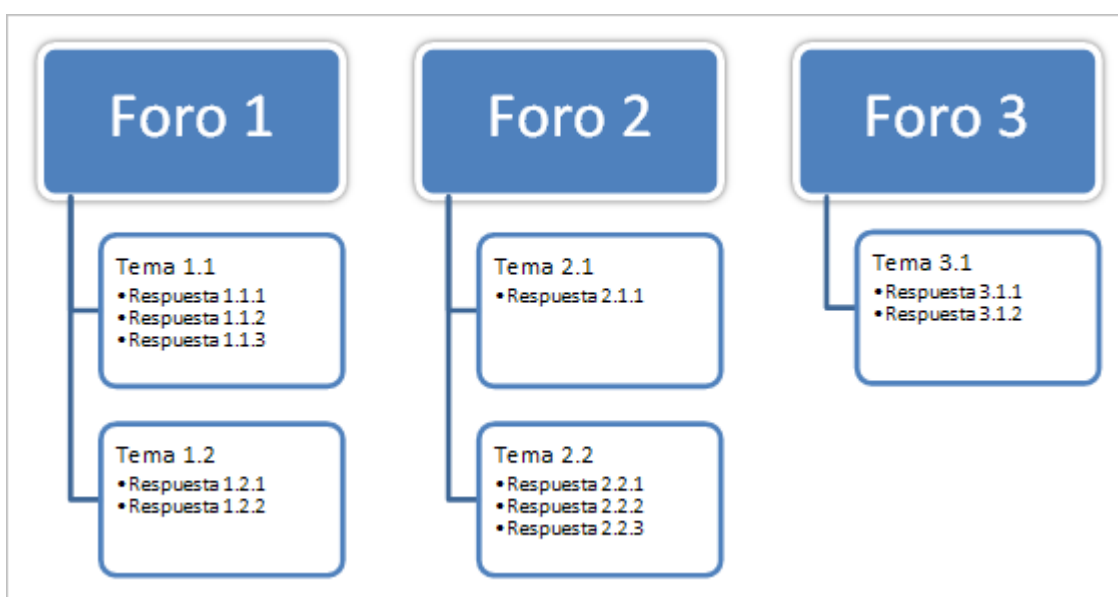 Foro 1
Tema 1.1
•Respuesta 1.1.1
•Respuesta 1.1.2
•Respuesta 1.1.3
Tema 1.2
•Respuesta 1.2.1
•Respuesta 1.2.2
Foro 2
Tema 2.1
•Respuesta 2.1.1
Tema 2.2
•Respuesta 2.2.1
•Respuesta 2.2.2
•Respuesta 2.2.3
Foro 3
Tema 3.1
•Respuesta 3.1.1
•Respuesta 3.1.2